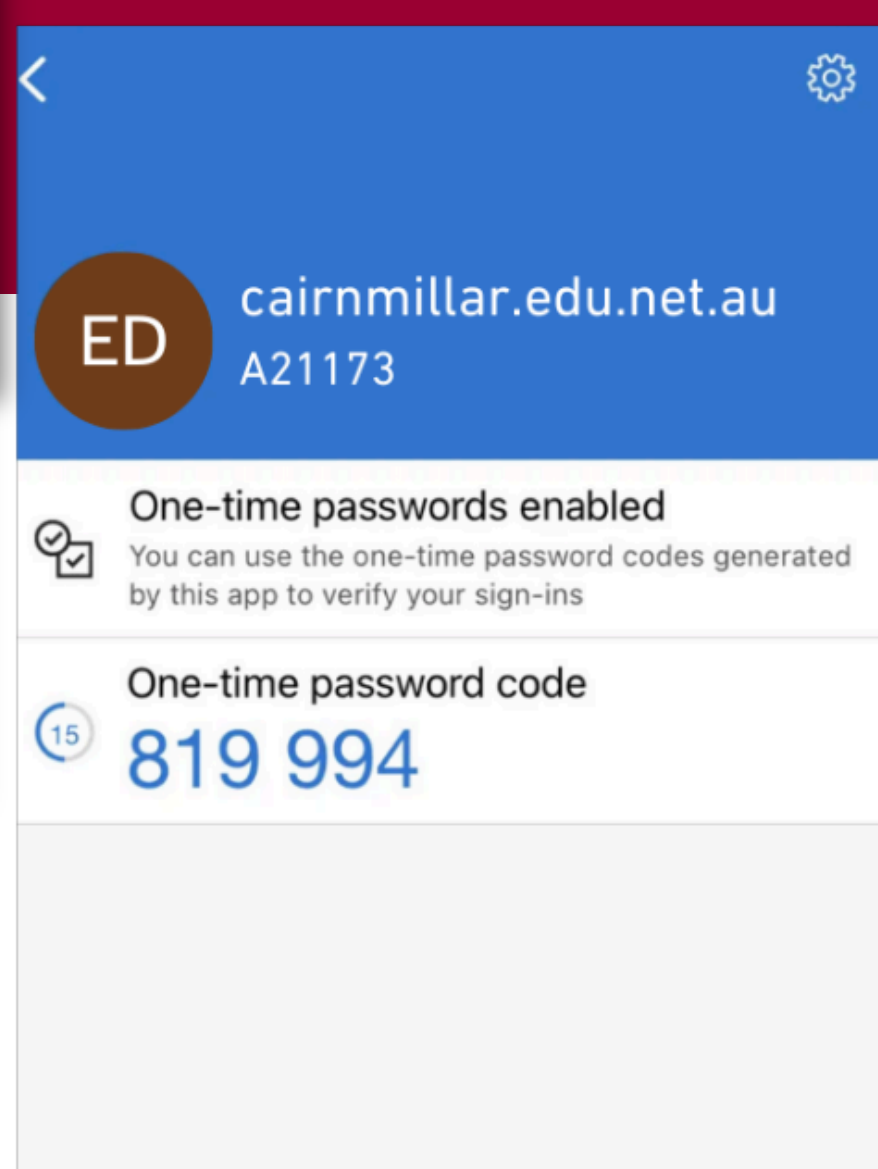 ED
cairnmillar.edu.net.au
A21173
One-time passwords enabled
You can use the one-time password codes generated
by this app to verify your sign-ins
One-time password code
15
819 994